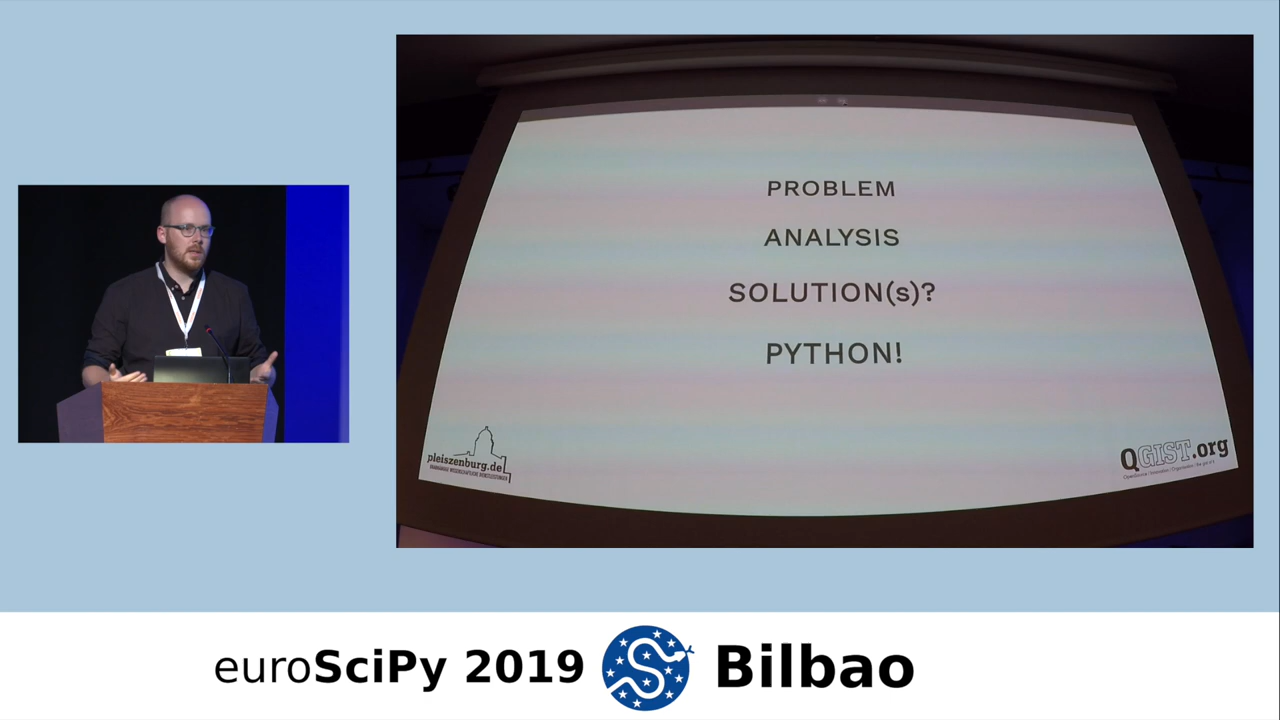 PROBLEM
ANALYSIS
SOLUTION(s)?
PYTHON!
pleiszenburg.de
QGIST.org
euroSciPy 2019 Bilbao